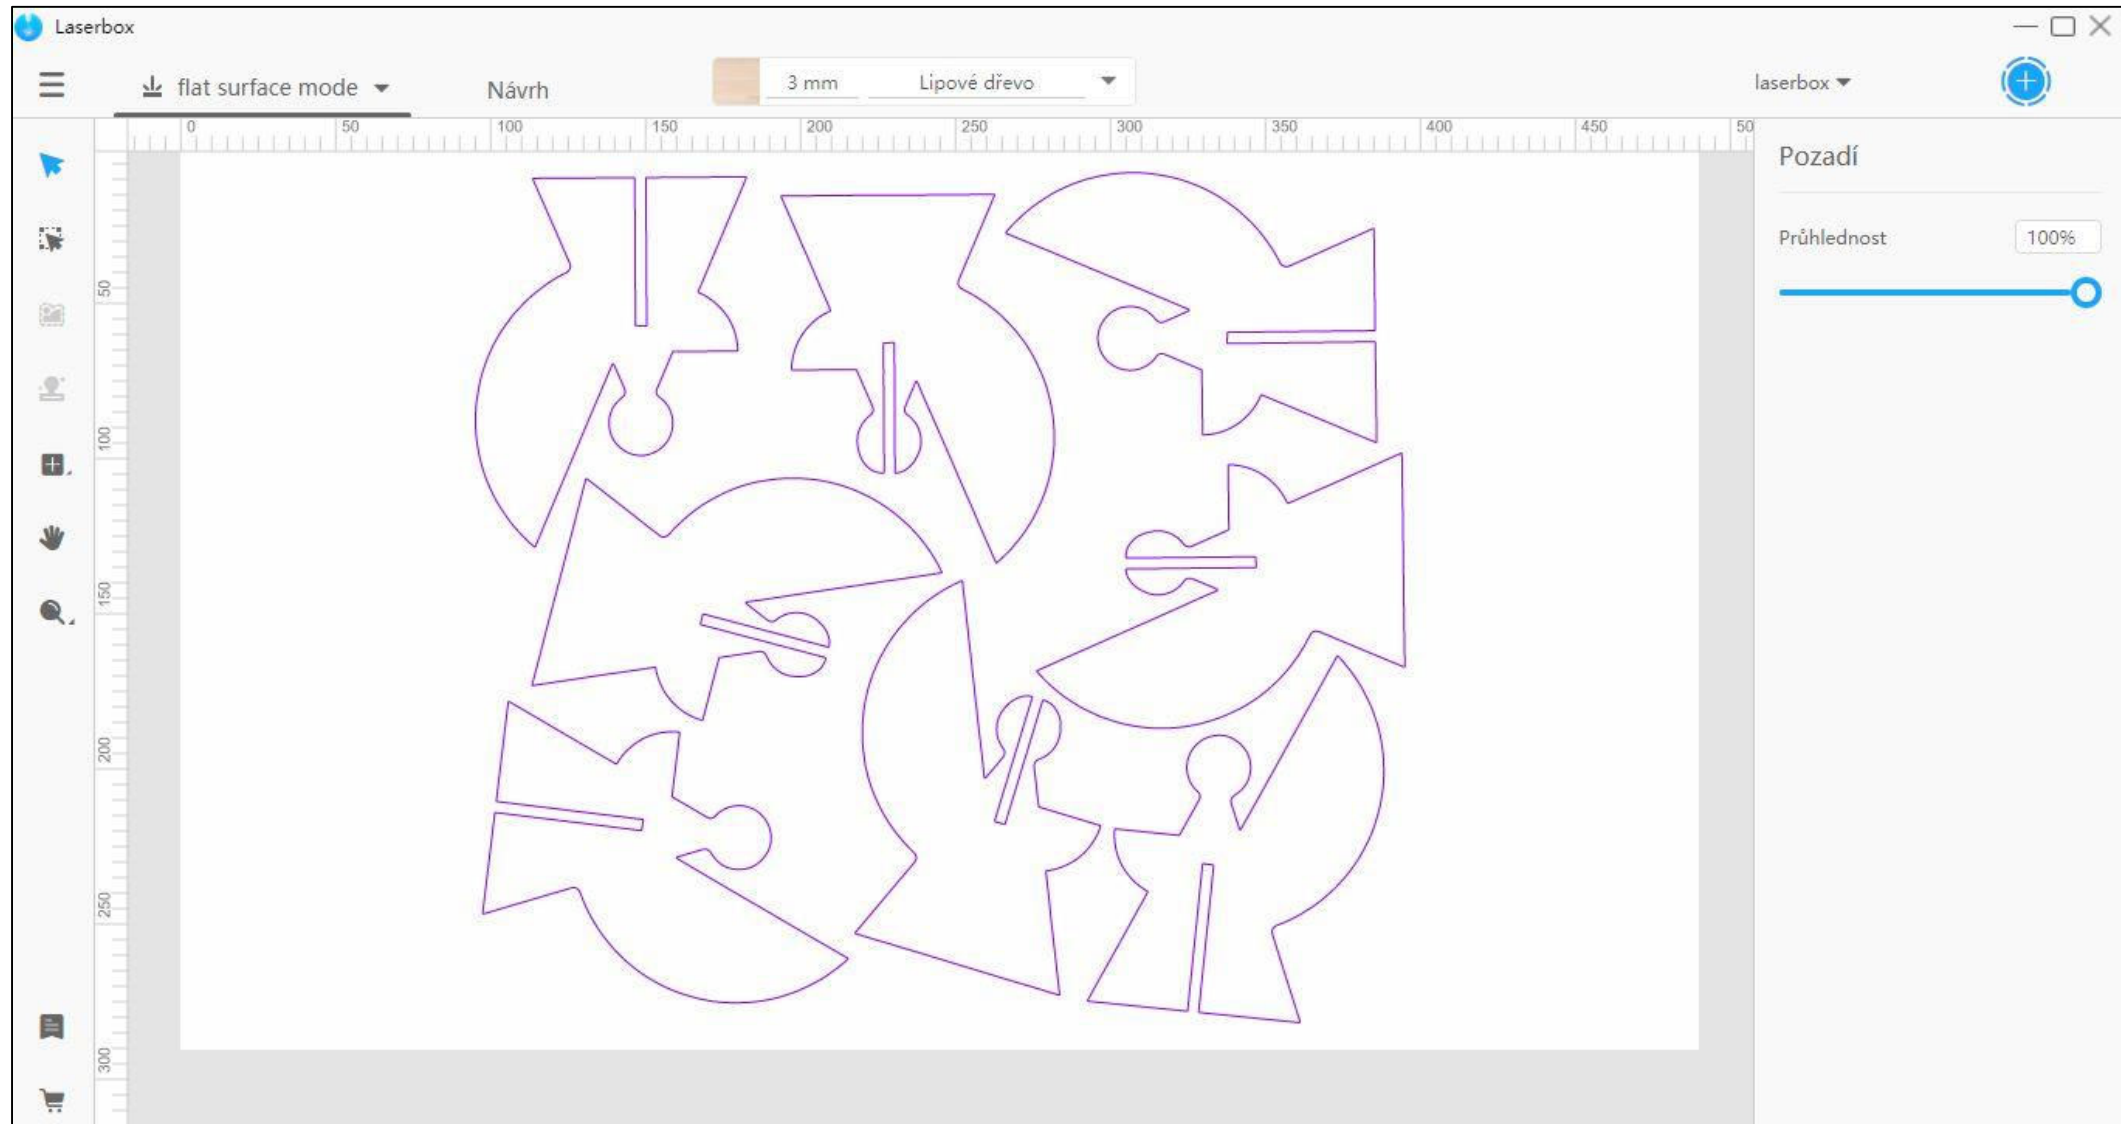 Laserbox
flat surface mode
Návrh
3 mm
Lipové dřevo
laserbox
0 50 100 150 200 250 300 350 400 450 50
Pozadí
Průhlednost
100%
50
100
150
200
250
300